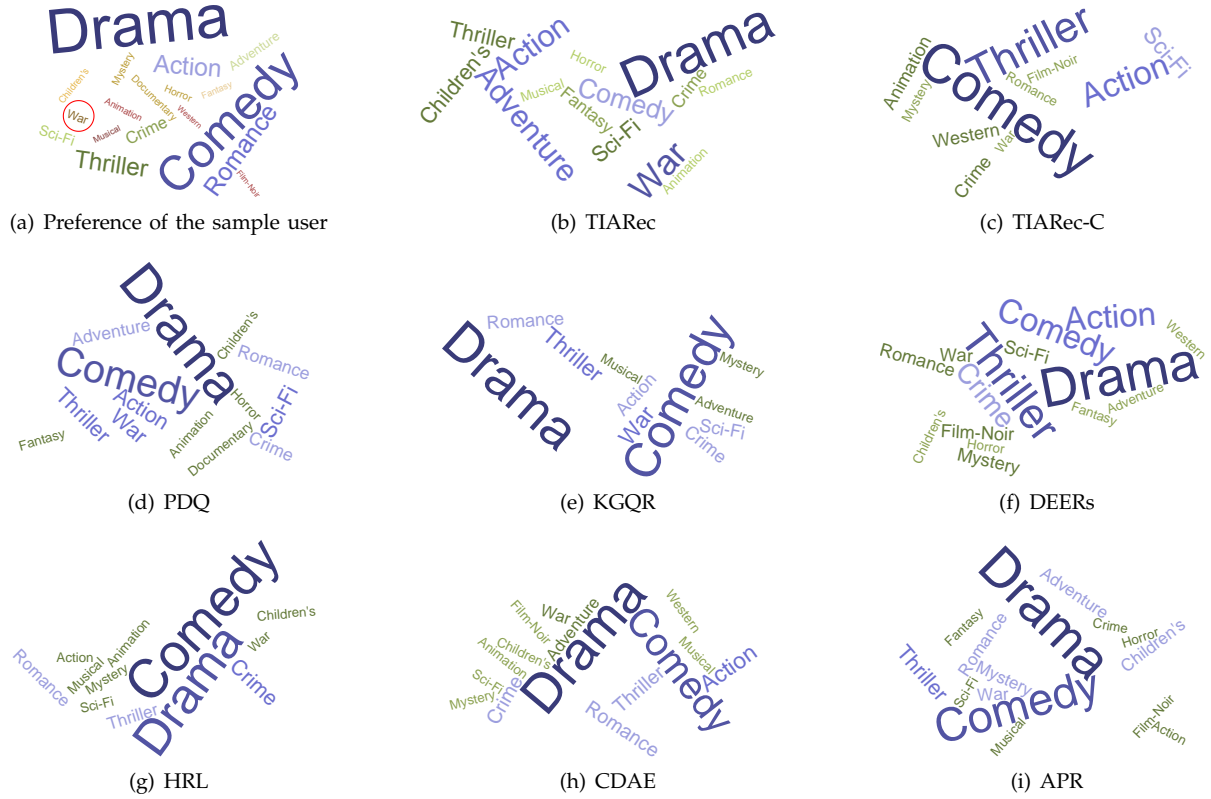 Drama
Adventure
Mystery
Action
Children's
Documentary
Horror
Fantasy
Comedy
War
Animation
Western
Sci-Fi
Musical
Crime
Romance
Thriller
Film-Noir
(a) Preference of the sample user
Thriller
Action
Drama
Children's
Horror
Adventure
Musical
Comedy
Crime
Romance
Fantasy
Sci-Fi
War
Animation
(b) TIARec
Animation
Thriller
Sci-Fi
Comedy
Film-Noir
Romance
Action
Mystery
Western
War
Crime
(c) TIARec-C
Drama
Adventure
Children's
Romance
Comedy
Action
Horror
Sci-Fi
Thriller
War
Animation
Fantasy
Documentary
Crime
(d) PDQ
Romance
Drama
Thriller
Musical
Comedy
Mystery
Action
Adventure
War
Sci-Fi
Crime
(e) KGQR
Comedy
Action
Western
Thriller
Romance
War
Sci-Fi
Crime
Drama
Adventure
Fantasy
Children's
Film-Noir
Horror
Mystery
(f) DEERs
Comedy
Children's
Animation
Romance
Action
Musical
Mystery
Drama
War
Crime
Sci-Fi
Thriller
(g) HRL
Film-Noir
War
Adventure
Drama
Western
Comedy
Children's
Animation
Musical
Sci-Fi
Thriller
Action
Mystery
Crime
Romance
(h) CDAE
Drama
Adventure
Fantasy
Crime
Horror
Romance
Children's
Thriller
Mystery
Sci-Fi
War
Comedy
Film-Noir
Action
Musical
(i) APR